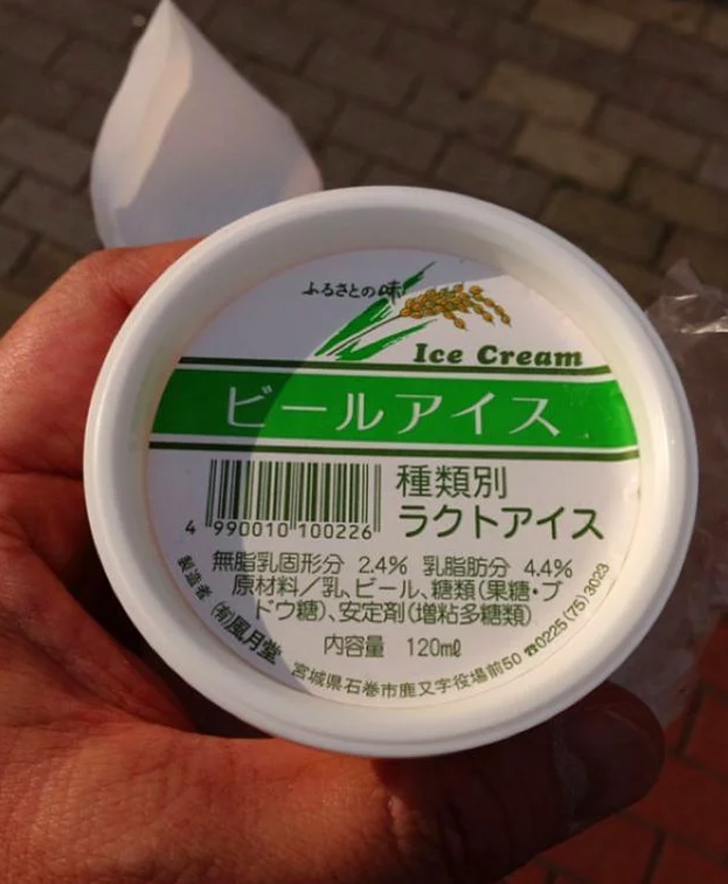 ふるさとの味
Ice Cream
ビールアイス
種類別
ラクトアイス
4 990010 100226
無脂乳固形分 2.4% 乳脂肪分 4.4%
原材料/乳、ビール、糖類(果糖・ブ
ドウ糖)、安定剤(増粘多糖類)
内容量 120mℓ
製造者 (有)風月堂 宮城県石巻市鹿又字役場前50 ☎0225(75)3023